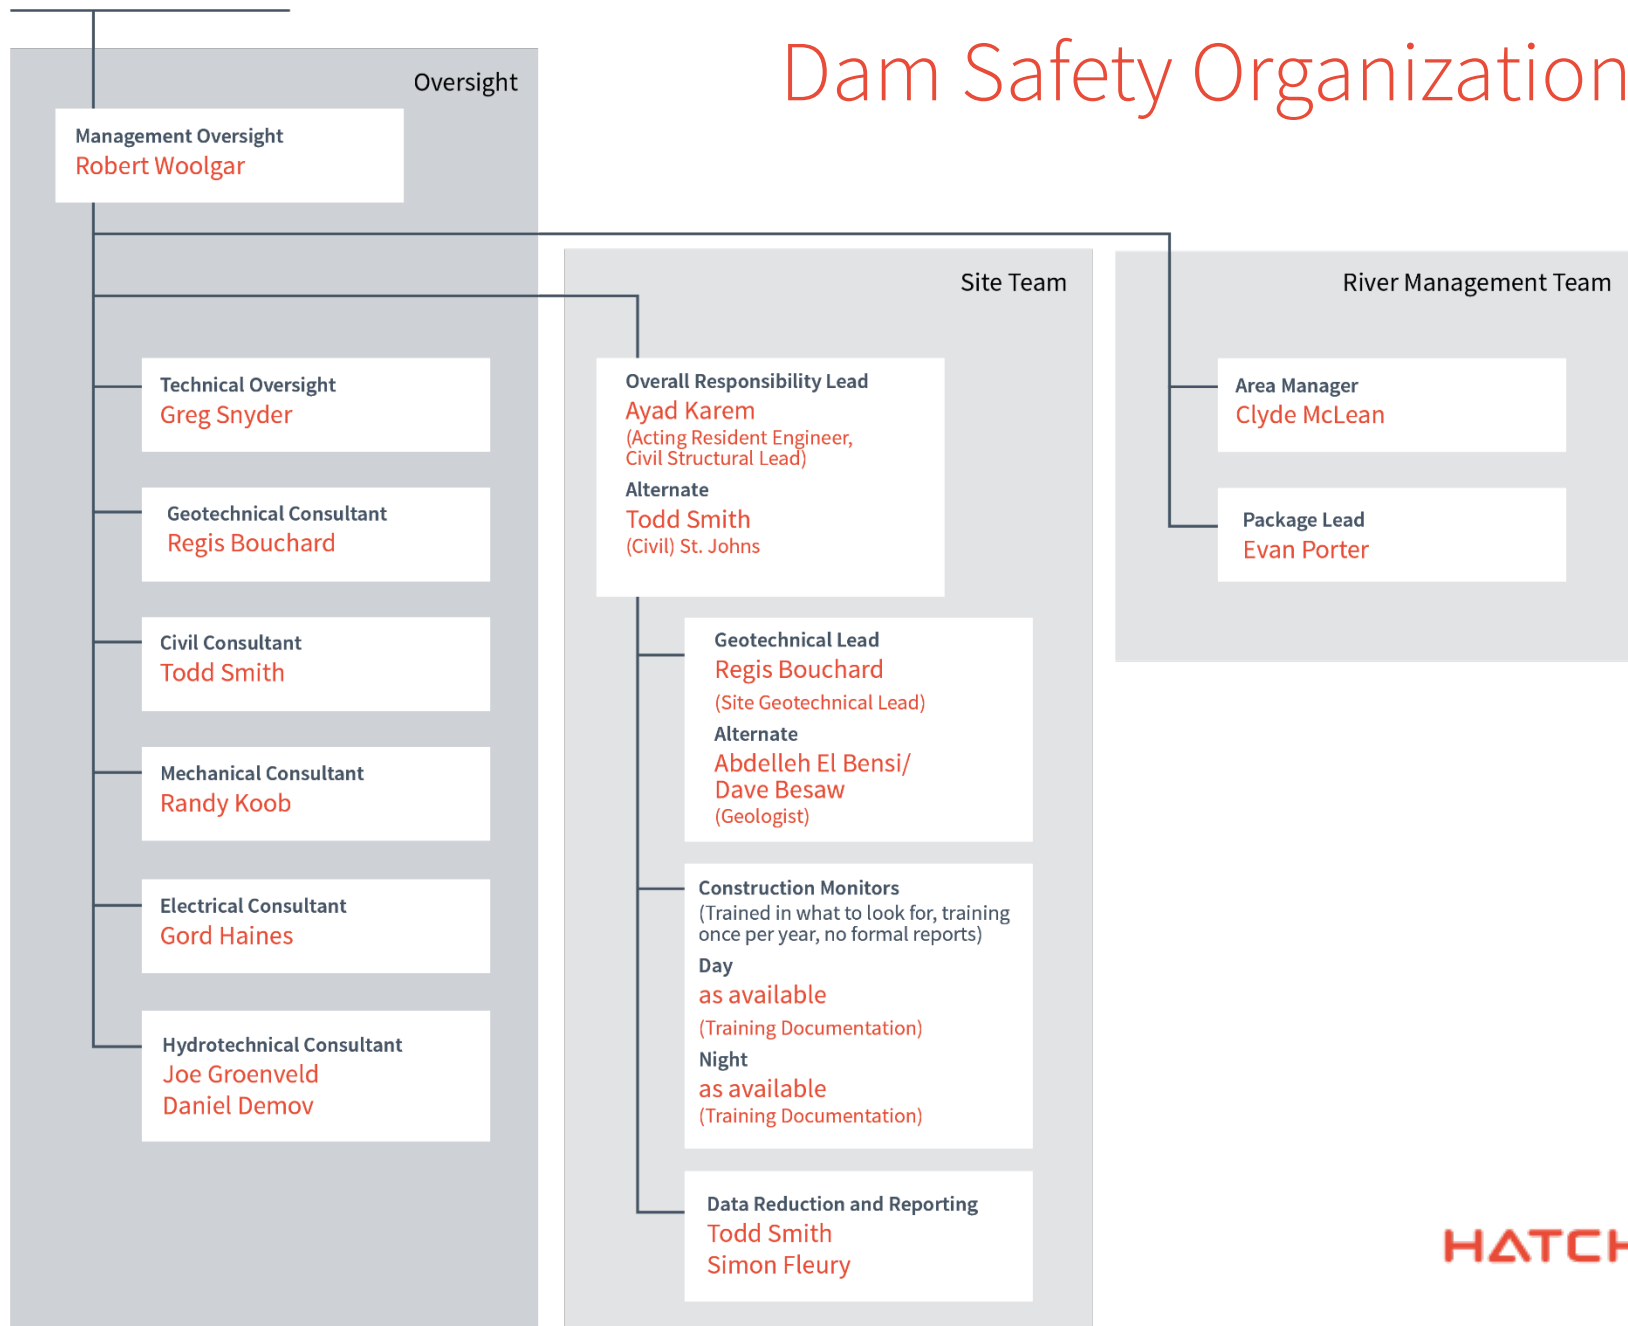 Dam Safety Organization
Oversight
Management Oversight
Robert Woolgar
Technical Oversight
Greg Snyder
Geotechnical Consultant
Regis Bouchard
Civil Consultant
Todd Smith
Mechanical Consultant
Randy Koob
Electrical Consultant
Gord Haines
Hydrotechnical Consultant
Joe Groenveld
Daniel Demov
Site Team
Overall Responsibility Lead
Ayad Karem
(Acting Resident Engineer,
Civil Structural Lead)
Alternate
Todd Smith
(Civil) St. Johns
Geotechnical Lead
Regis Bouchard
(Site Geotechnical Lead)
Alternate
Abdelleh El Bensi/
Dave Besaw
(Geologist)
Construction Monitors
(Trained in what to look for, training
once per year, no formal reports)
Day
as available
(Training Documentation)
Night
as available
(Training Documentation)
Data Reduction and Reporting
Todd Smith
Simon Fleury
River Management Team
Area Manager
Clyde McLean
Package Lead
Evan Porter
HATCH